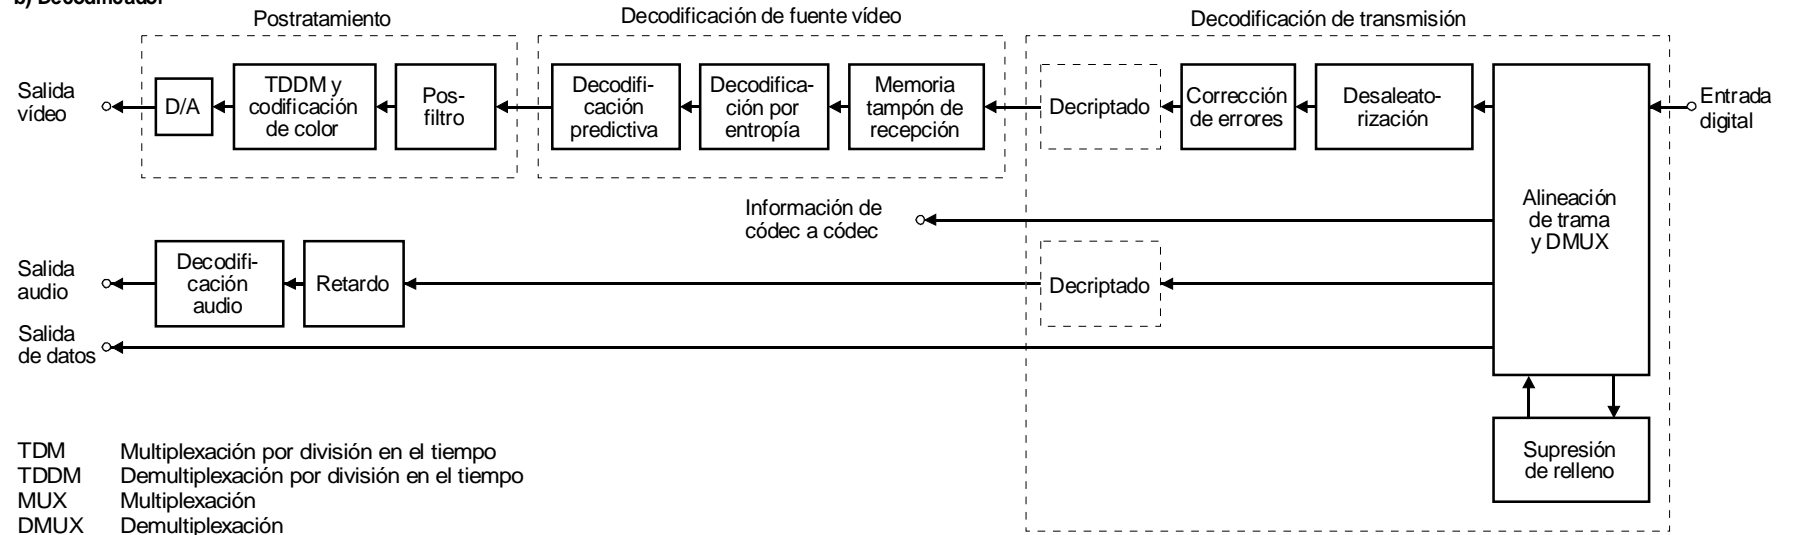 b) Decodificador
Postratamiento
Decodificación de fuente vídeo
Decodificación de transmisión
Salida
vídeo
D/A
TDDM y
codificación
de color
Pos-
filtro
Decodifi-
cación
predictiva
Decodifica-
ción por
entropía
Memoria
tampón de
recepción
Decriptado
Corrección
de errores
Desaleato-
rización
Alineación
de trama
y DMUX
Entrada
digital
Información de
códec a códec
Salida
audio
Decodifi-
cación
audio
Retardo
Decriptado
Salida
de datos
Supresión
de relleno
TDM Multiplexación por división en el tiempo
TDDM Demultiplexación por división en el tiempo
MUX Multiplexación
DMUX Demultiplexación